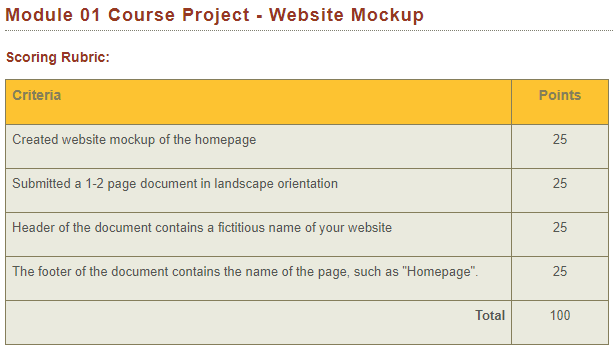 Module 01 Course Project - Website Mockup
Scoring Rubric:
Criteria Points
Created website mockup of the homepage 25
Submitted a 1-2 page document in landscape orientation 25
Header of the document contains a fictitious name of your website 25
The footer of the document contains the name of the page, such as "Homepage". 25
Total 100